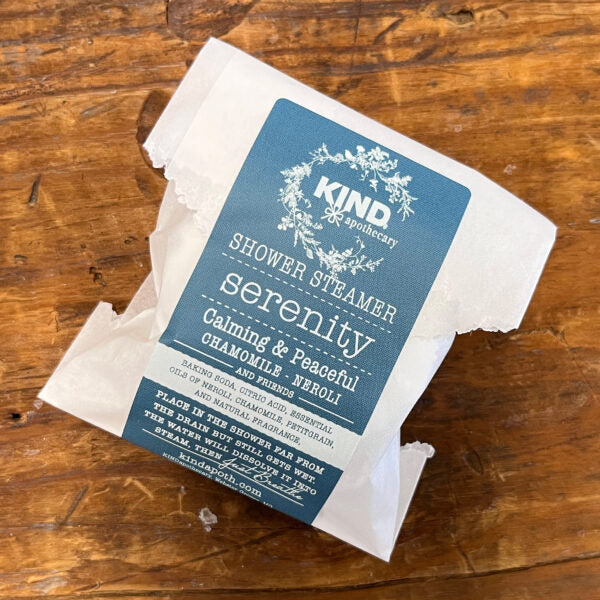 KIND
apothecary
SHOWER STEAMER
serenity
Calming & Peaceful
CHAMOMILE . NEROLI
AND FRIENDS
BAKING SODA, CITRIC ACID, ESSENTIAL
OILS OF NEROLI, CHAMOMILE, PETITGRAIN,
AND NATURAL FRAGRANCE.
PLACE IN THE SHOWER FAR FROM
THE DRAIN BUT STILL GETS WET.
THE WATER WILL DISSOLVE IT INTO
STEAM. THEN Just Breathe
kindapoth.com